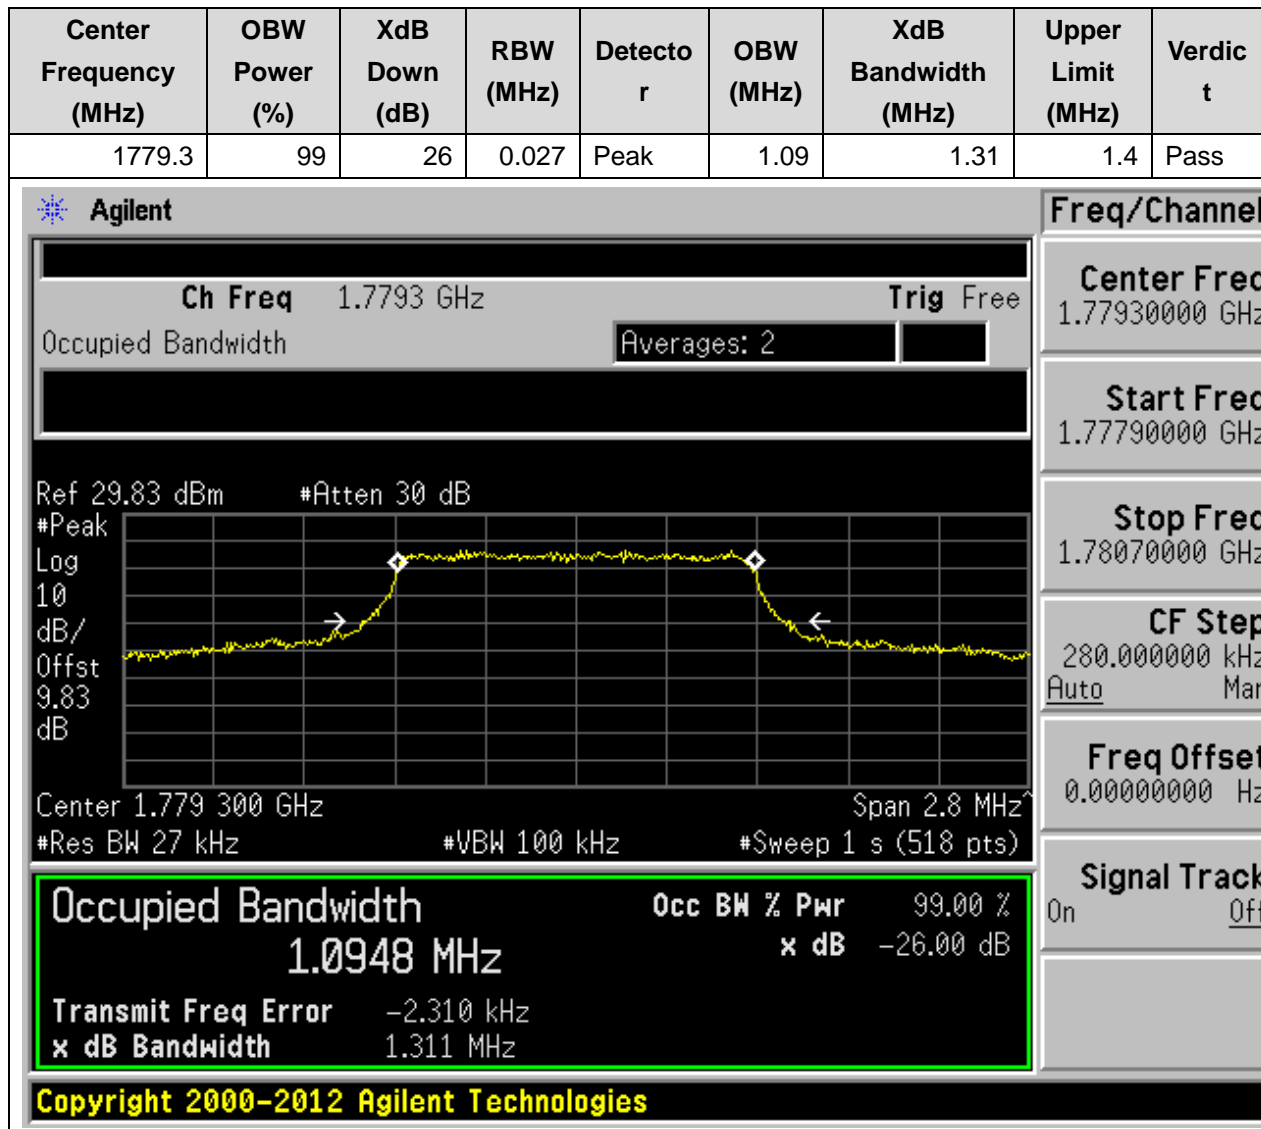 Center Frequency (MHz) OBW Power (%) XdB Down (dB) RBW (MHz) Detector OBW (MHz) XdB Bandwidth (MHz) Upper Limit (MHz) Verdict
1779.3 99 26 0.027 Peak 1.09 1.31 1.4 Pass
Agilent
Freq/Channel
Ch Freq 1.7793 GHz Trig Free
Occupied Bandwidth Averages: 2
Center Freq
1.77930000 GHz
Start Freq
1.77790000 GHz
Stop Freq
1.78070000 GHz
CF Step
280.000000 kHz
Auto Man
Freq Offset
0.00000000 Hz
Signal Track
On Off
Ref 29.83 dBm #Atten 30 dB
#Peak
Log
10
dB/
Offst
9.83
dB
Center 1.779 300 GHz Span 2.8 MHz^
#Res BW 27 kHz #VBW 100 kHz #Sweep 1 s (518 pts)
Occupied Bandwidth
1.0948 MHz
Occ BW % Pwr 99.00 %
x dB -26.00 dB
Transmit Freq Error -2.310 kHz
x dB Bandwidth 1.311 MHz
Copyright 2000-2012 Agilent Technologies